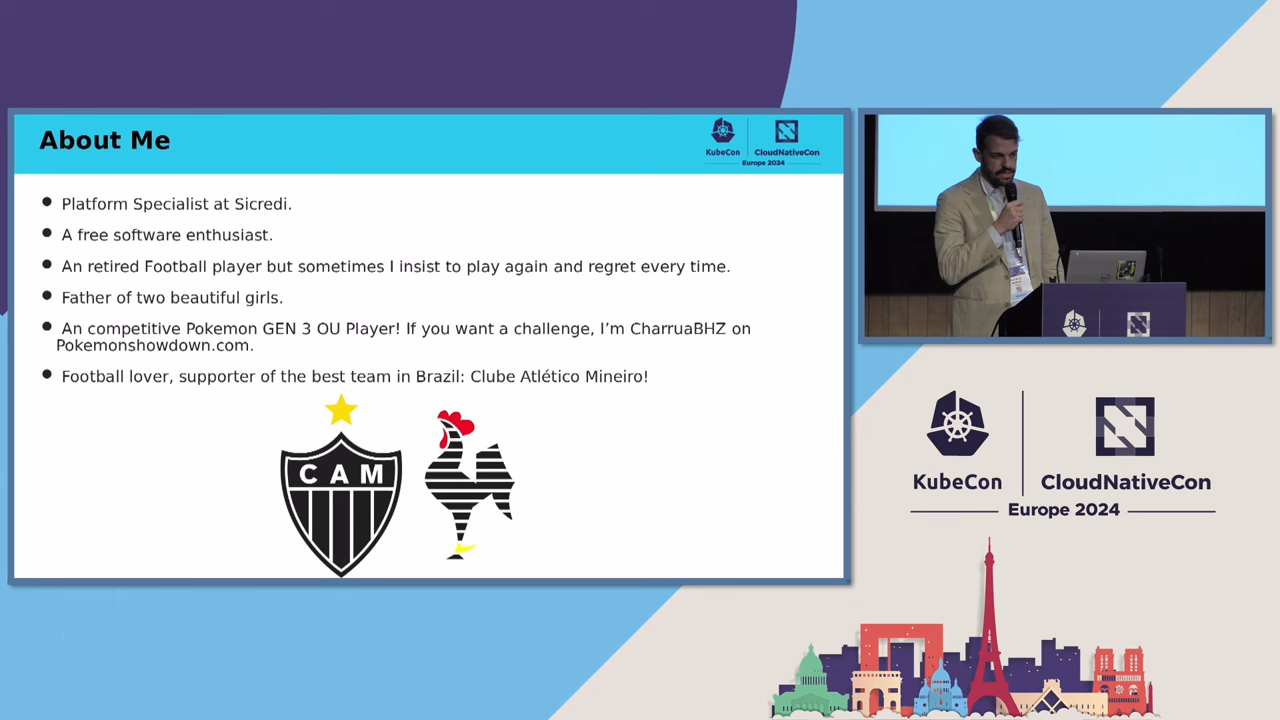 About Me
KubeCon
CloudNativeCon
Europe 2024
Platform Specialist at Sicredi.
A free software enthusiast.
An retired Football player but sometimes I insist to play again and regret every time.
Father of two beautiful girls.
An competitive Pokemon GEN 3 OU Player! If you want a challenge, I'm CharruaBHZ on
Pokemonshowdown.com.
Football lover, supporter of the best team in Brazil: Clube Atlético Mineiro!
CAM
KubeCon
CloudNativeCon
Europe 2024